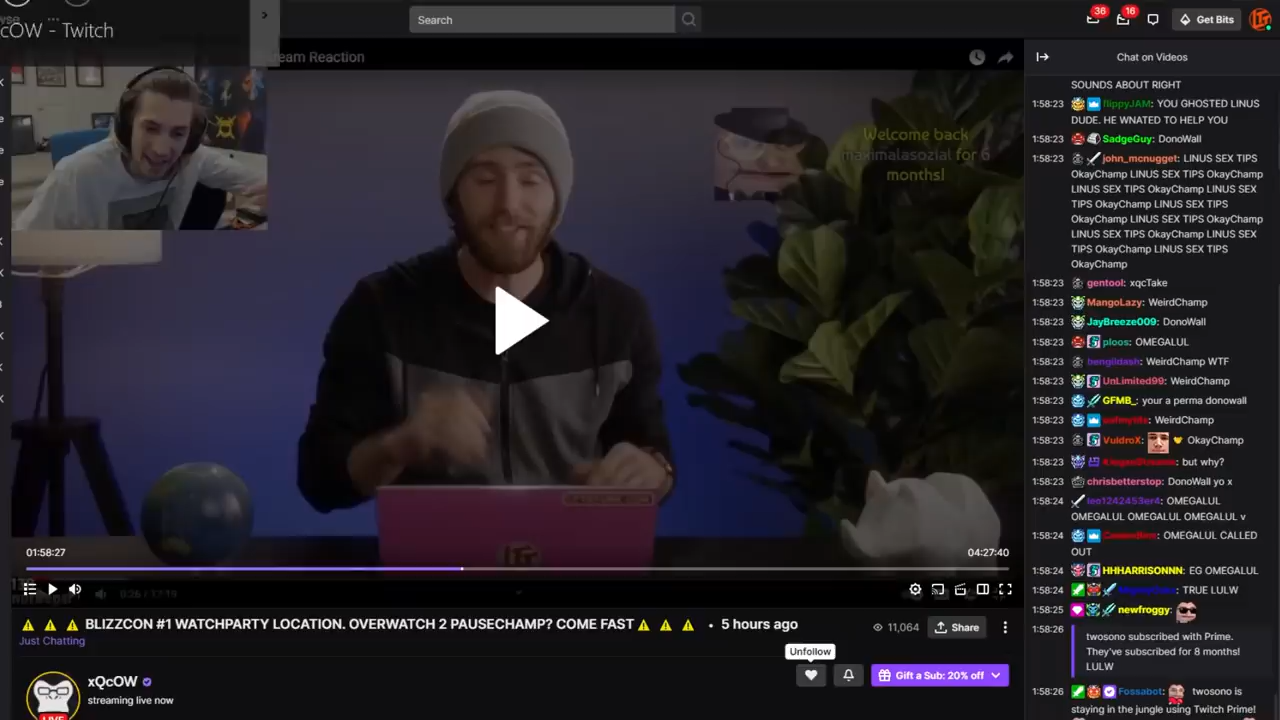 cOW - Twitch
Search
36
16
Get Bits
eam Reaction
Welcome back
maximalasozial for 6
months!
01:58:27
04:27:40
0:26 / 17:19
BLIZZCON #1 WATCHPARTY LOCATION. OVERWATCH 2 PAUSECHAMP? COME FAST
• 5 hours ago
Just Chatting
11,064
Share
Unfollow
Gift a Sub: 20% off
xQcOW
streaming live now
LIVE
Chat on Videos
SOUNDS ABOUT RIGHT
1:58:23 flippyJAM: YOU GHOSTED LINUS
DUDE. HE WNATED TO HELP YOU
1:58:23 SadgeGuy: DonoWall
1:58:23 john_mcnugget: LINUS SEX TIPS
OkayChamp LINUS SEX TIPS OkayChamp
LINUS SEX TIPS OkayChamp LINUS SEX
TIPS OkayChamp LINUS SEX TIPS
OkayChamp LINUS SEX TIPS OkayChamp
LINUS SEX TIPS OkayChamp LINUS SEX
TIPS OkayChamp LINUS SEX TIPS
OkayChamp
1:58:23 gentool: xqcTake
1:58:23 MangoLazy: WeirdChamp
1:58:23 JayBreeze009: DonoWall
1:58:23 ploos: OMEGALUL
1:58:23 WeirdChamp WTF
1:58:23 UnLimited99: WeirdChamp
1:58:23 GFMB_: your a perma donowall
1:58:23 WeirdChamp
1:58:23 VuldroX: OkayChamp
1:58:23 but why?
1:58:23 chrisbetterstop: DonoWall yo x
1:58:24 leo1242453er4: OMEGALUL
OMEGALUL OMEGALUL OMEGALUL v
1:58:24 OMEGALUL CALLED
OUT
1:58:24 HHHARRISONNN: EG OMEGALUL
1:58:24 TRUE LULW
1:58:25 newfroggy:
1:58:26
twosono subscribed with Prime.
They've subscribed for 8 months!
LULW
1:58:26 Fossabot: twosono is
staying in the jungle using Twitch Prime!